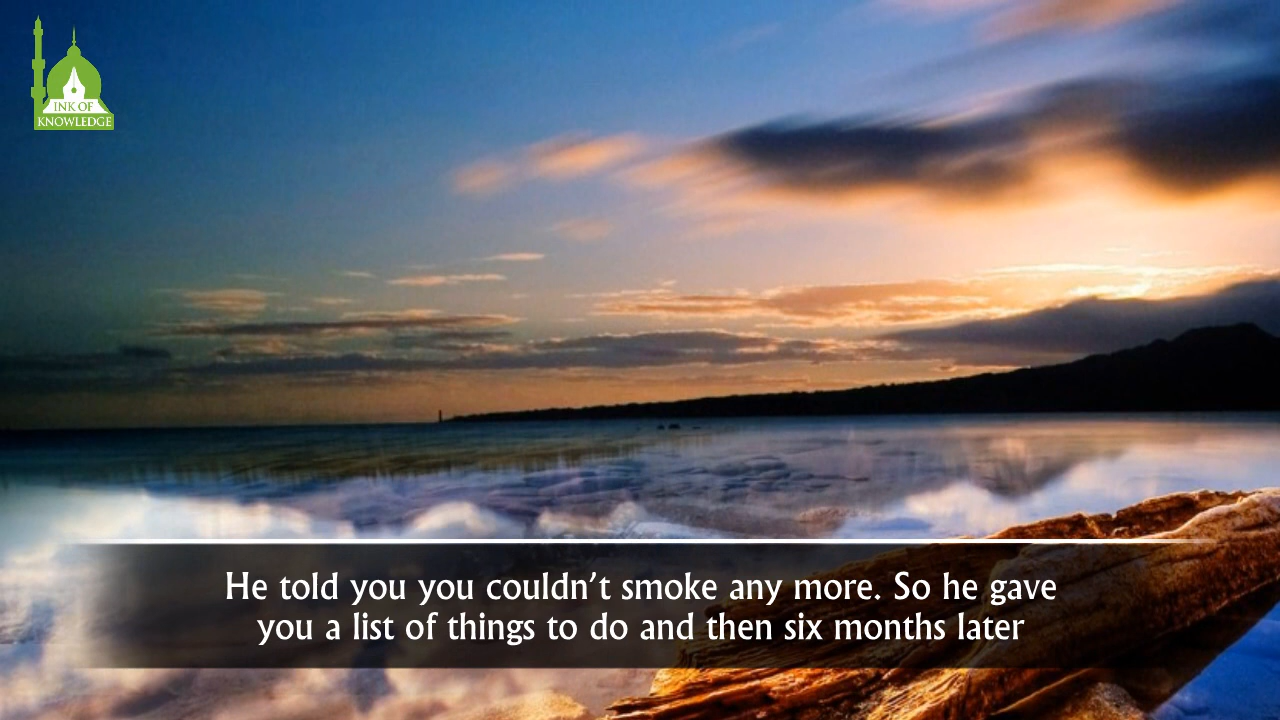 INK OF
KNOWLEDGE
He told you you couldn't smoke any more. So he gave
you a list of things to do and then six months later